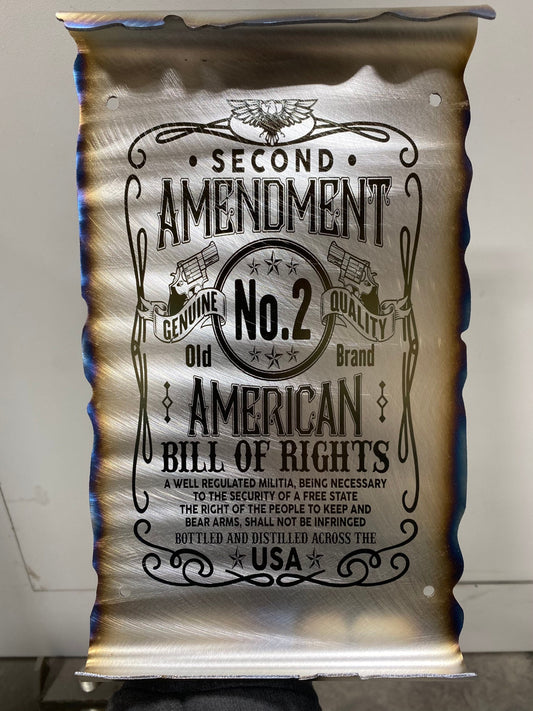 • SECOND •
AMENDMENT
GENUINE No.2 QUALITY
Old Brand
AMERICAN
BILL OF RIGHTS
A WELL REGULATED MILITIA, BEING NECESSARY
TO THE SECURITY OF A FREE STATE
THE RIGHT OF THE PEOPLE TO KEEP AND
BEAR ARMS, SHALL NOT BE INFRINGED
BOTTLED AND DISTILLED ACROSS THE
USA